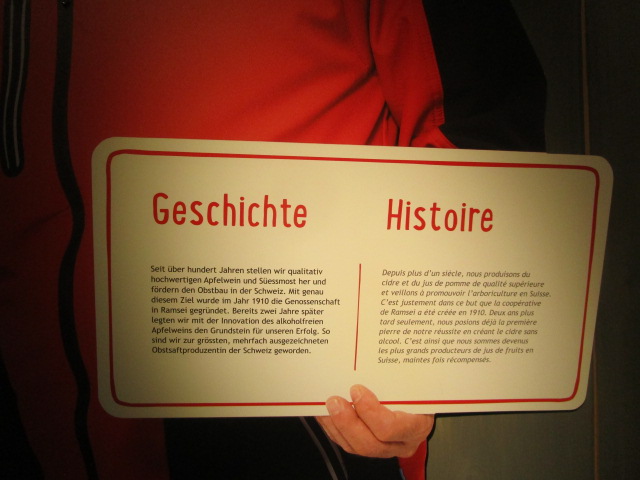 Geschichte
Seit über hundert Jahren stellen wir qualitativ
hochwertigen Apfelwein und Süessmost her und
fördern den Obstbau in der Schweiz. Mit genau
diesem Ziel wurde im Jahr 1910 die Genossenschaft
in Ramsei gegründet. Bereits zwei Jahre später
legten wir mit der Innovation des alkoholfreien
Apfelweins den Grundstein für unseren Erfolg. So
sind wir zur grössten, mehrfach ausgezeichneten
Obstsaftproduzentin der Schweiz geworden.
Histoire
Depuis plus d'un siècle, nous produisons du
cidre et du jus de pomme de qualité supérieure
et veillons à promouvoir l'arboriculture en Suisse.
C'est justement dans ce but que la coopérative
de Ramsei a été créée en 1910. Deux ans plus
tard seulement, nous posions déjà la première
pierre de notre réussite en créant le cidre sans
alcool. C'est ainsi que nous sommes devenus
les plus grands producteurs de jus de fruits en
Suisse, maintes fois récompensés.